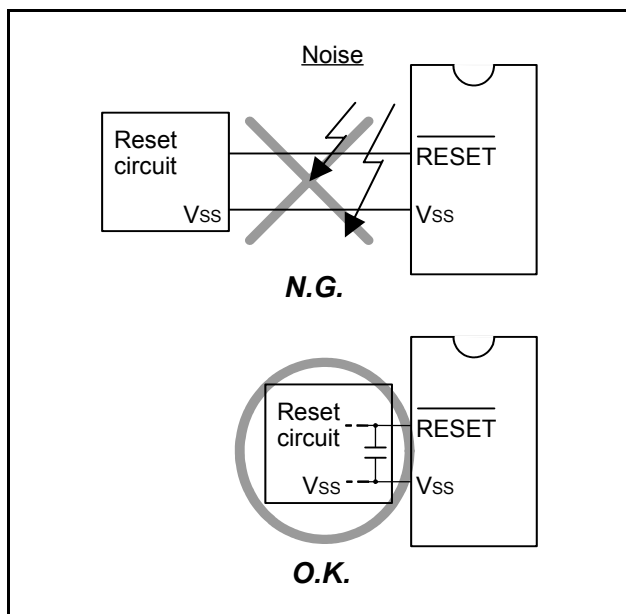 Noise
Reset
circuit
RESET
Vss
Vss
N.G.
Reset
circuit
RESET
Vss
Vss
O.K.